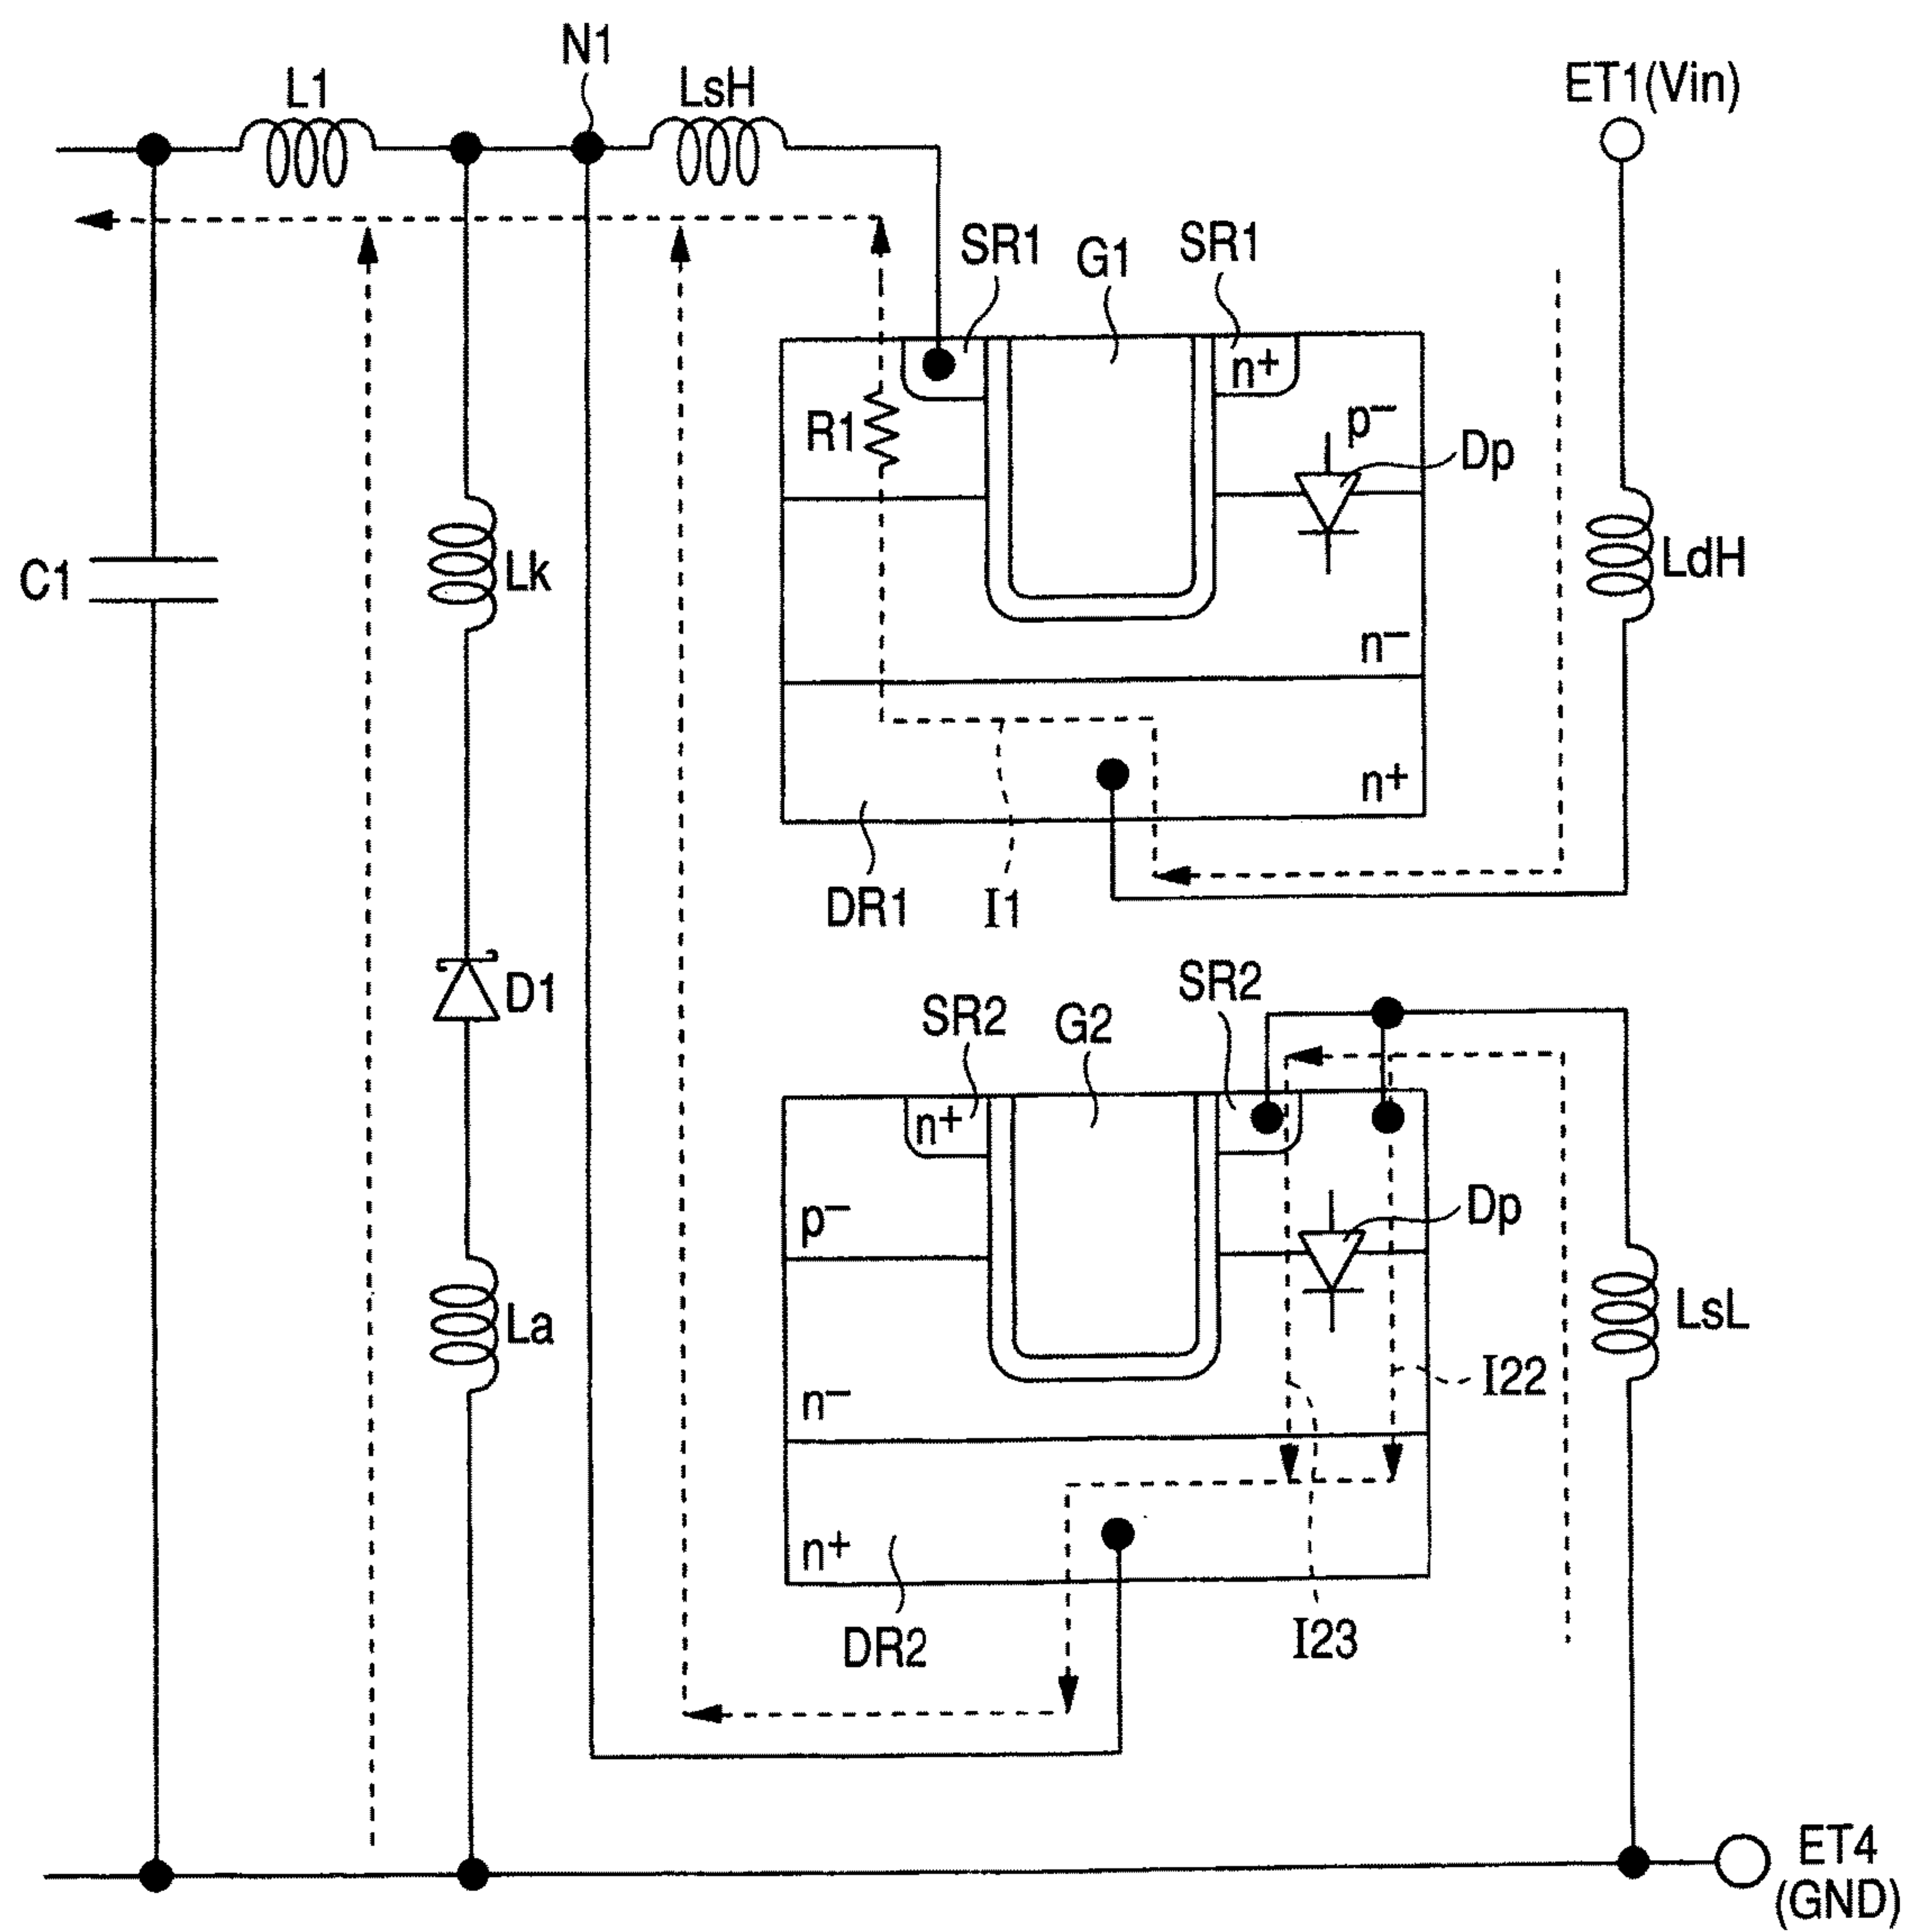 N1
L1
LsH
ET1(Vin)
SR1
G1
SR1
n+
R1
p−
Dp
C1
Lk
LdH
n−
n+
DR1
I1
D1
SR2
G2
SR2
n+
p−
Dp
La
LsL
n−
I22
n+
DR2
I23
ET4
(GND)